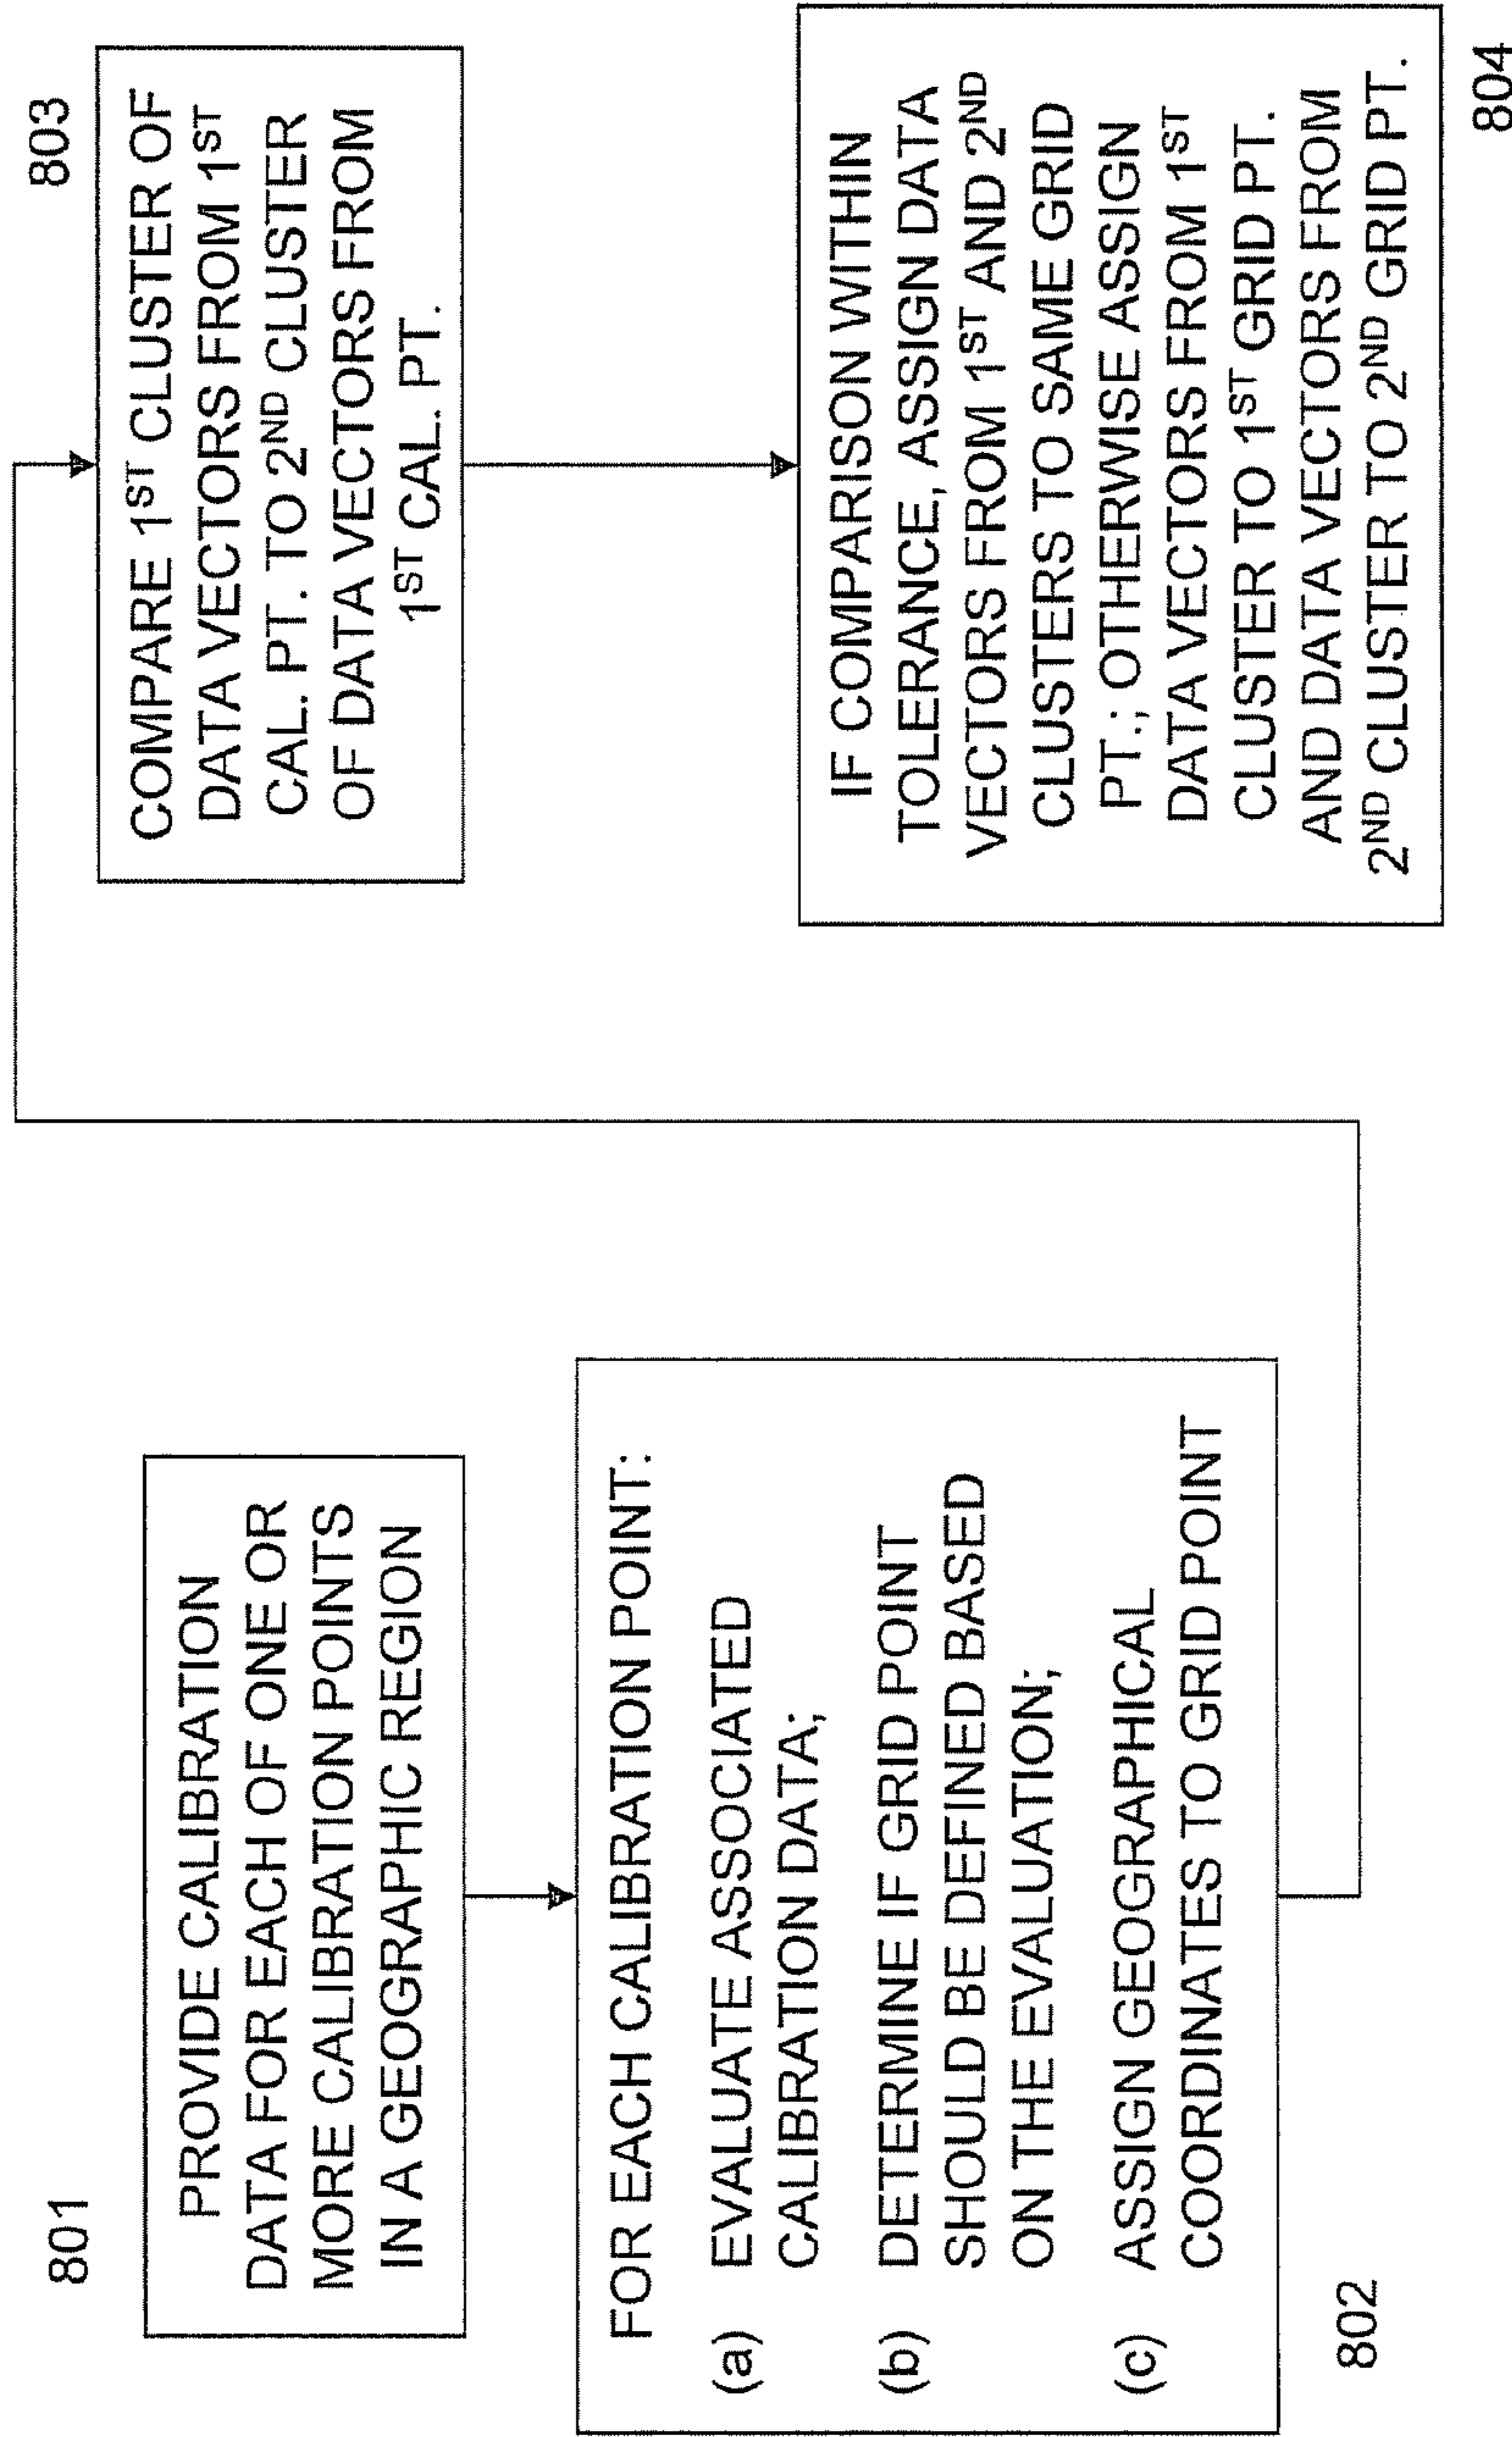 801
PROVIDE CALIBRATION
DATA FOR EACH OF ONE OR
MORE CALIBRATION POINTS
IN A GEOGRAPHIC REGION
FOR EACH CALIBRATION POINT:
(a) EVALUATE ASSOCIATED
CALIBRATION DATA;
(b) DETERMINE IF GRID POINT
SHOULD BE DEFINED BASED
ON THE EVALUATION;
(c) ASSIGN GEOGRAPHICAL
COORDINATES TO GRID POINT
802
803
COMPARE 1ST CLUSTER OF
DATA VECTORS FROM 1ST
CAL. PT. TO 2ND CLUSTER
OF DATA VECTORS FROM
1ST CAL. PT.
IF COMPARISON WITHIN
TOLERANCE, ASSIGN DATA
VECTORS FROM 1ST AND 2ND
CLUSTERS TO SAME GRID
PT.; OTHERWISE ASSIGN
DATA VECTORS FROM 1ST
CLUSTER TO 1ST GRID PT.
AND DATA VECTORS FROM
2ND CLUSTER TO 2ND GRID PT.
804